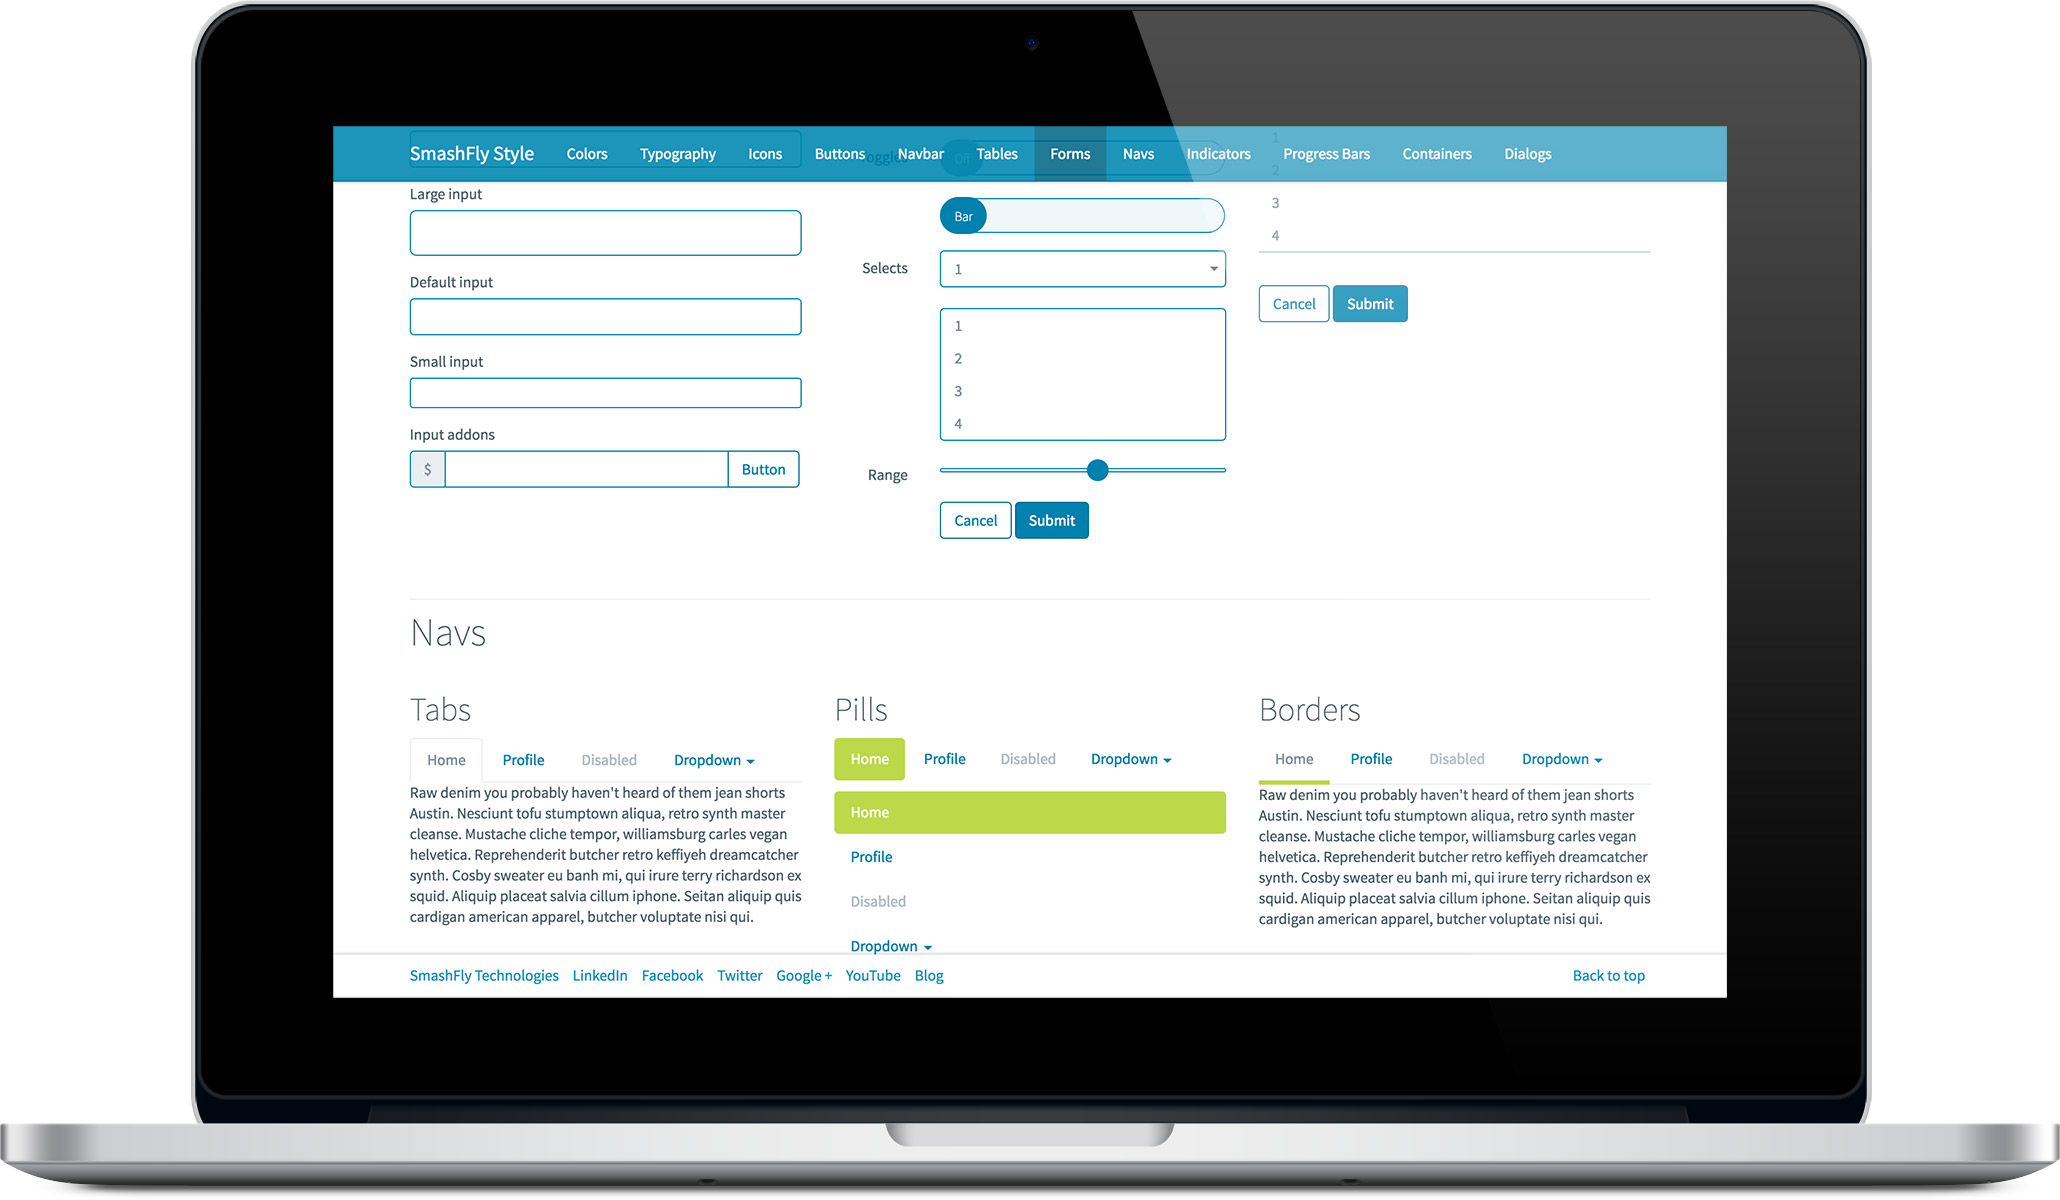 SmashFly Style Colors Typography Icons Buttons Navbar Tables Forms Navs Indicators Progress Bars Containers Dialogs
Large input
Default input
Small input
Input addons
$ Button
Toggles Off
Bar
Selects 1
1
2
3
4
Range
Cancel Submit
1
2
3
4
Cancel Submit
Navs
Tabs
Home Profile Disabled Dropdown
Raw denim you probably haven't heard of them jean shorts
Austin. Nesciunt tofu stumptown aliqua, retro synth master
cleanse. Mustache cliche tempor, williamsburg carles vegan
helvetica. Reprehenderit butcher retro keffiyeh dreamcatcher
synth. Cosby sweater eu banh mi, qui irure terry richardson ex
squid. Aliquip placeat salvia cillum iphone. Seitan aliquip quis
cardigan american apparel, butcher voluptate nisi qui.
Pills
Home Profile Disabled Dropdown
Home
Profile
Disabled
Dropdown
Borders
Home Profile Disabled Dropdown
Raw denim you probably haven't heard of them jean shorts
Austin. Nesciunt tofu stumptown aliqua, retro synth master
cleanse. Mustache cliche tempor, williamsburg carles vegan
helvetica. Reprehenderit butcher retro keffiyeh dreamcatcher
synth. Cosby sweater eu banh mi, qui irure terry richardson ex
squid. Aliquip placeat salvia cillum iphone. Seitan aliquip quis
cardigan american apparel, butcher voluptate nisi qui.
SmashFly Technologies LinkedIn Facebook Twitter Google + YouTube Blog Back to top